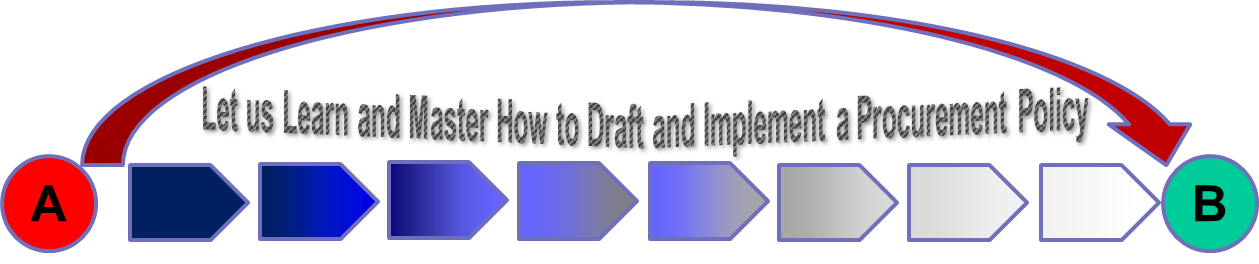 Let us Learn and Master How to Draft and Implement a Procurement Policy
A
B